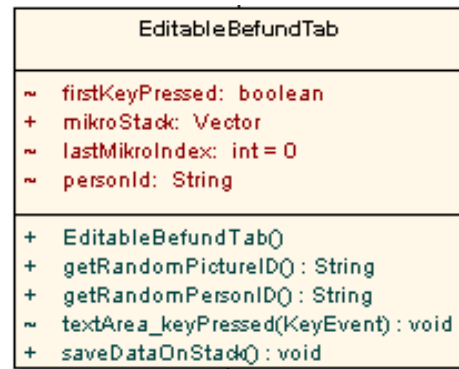 EditableBefundTab
~ firstKeyPressed: boolean
+ mikroStack: Vector
~ lastMikroIndex: int = 0
~ personId: String
+ EditableBefundTab()
+ getRandomPictureID() : String
+ getRandomPersonID() : String
~ textArea_keyPressed(KeyEvent) : void
+ saveDataOnStack() : void